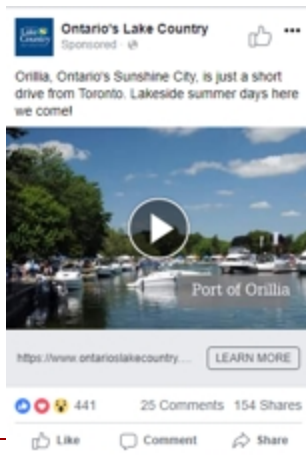 Lake Country
Ontario's Lake Country
Sponsored ·
Orillia, Ontario's Sunshine City, is just a short
drive from Toronto. Lakeside summer days here
we come!
Port of Orillia
https://www.ontarioslakecountry....
LEARN MORE
441 25 Comments 154 Shares
Like Comment Share